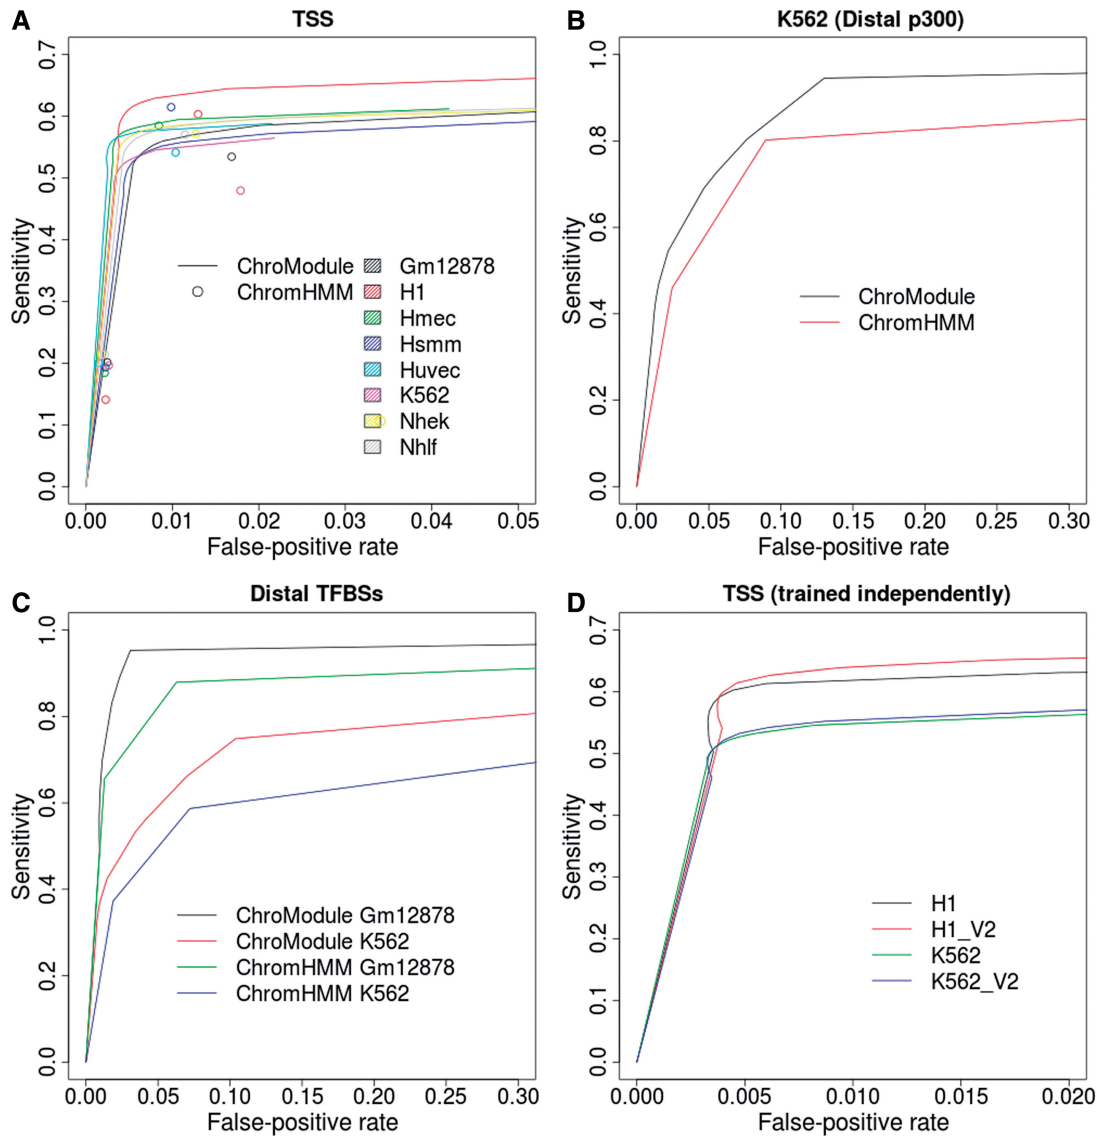 A
TSS
0.7
0.6
0.5
0.4
0.3
0.2
0.1
0.0
Sensitivity
ChroModule
ChromHMM
Gm12878
H1
Hmec
Hsmm
Huvec
K562
Nhek
Nhlf
0.00 0.01 0.02 0.03 0.04 0.05
False-positive rate
B
K562 (Distal p300)
1.0
0.8
0.6
0.4
0.2
0.0
Sensitivity
ChroModule
ChromHMM
0.00 0.05 0.10 0.15 0.20 0.25 0.30
False-positive rate
C
Distal TFBSs
1.0
0.8
0.6
0.4
0.2
0.0
Sensitivity
ChroModule Gm12878
ChroModule K562
ChromHMM Gm12878
ChromHMM K562
0.00 0.05 0.10 0.15 0.20 0.25 0.30
False-positive rate
D
TSS (trained independently)
0.7
0.6
0.5
0.4
0.3
0.2
0.1
0.0
Sensitivity
H1
H1_V2
K562
K562_V2
0.000 0.005 0.010 0.015 0.020
False-positive rate